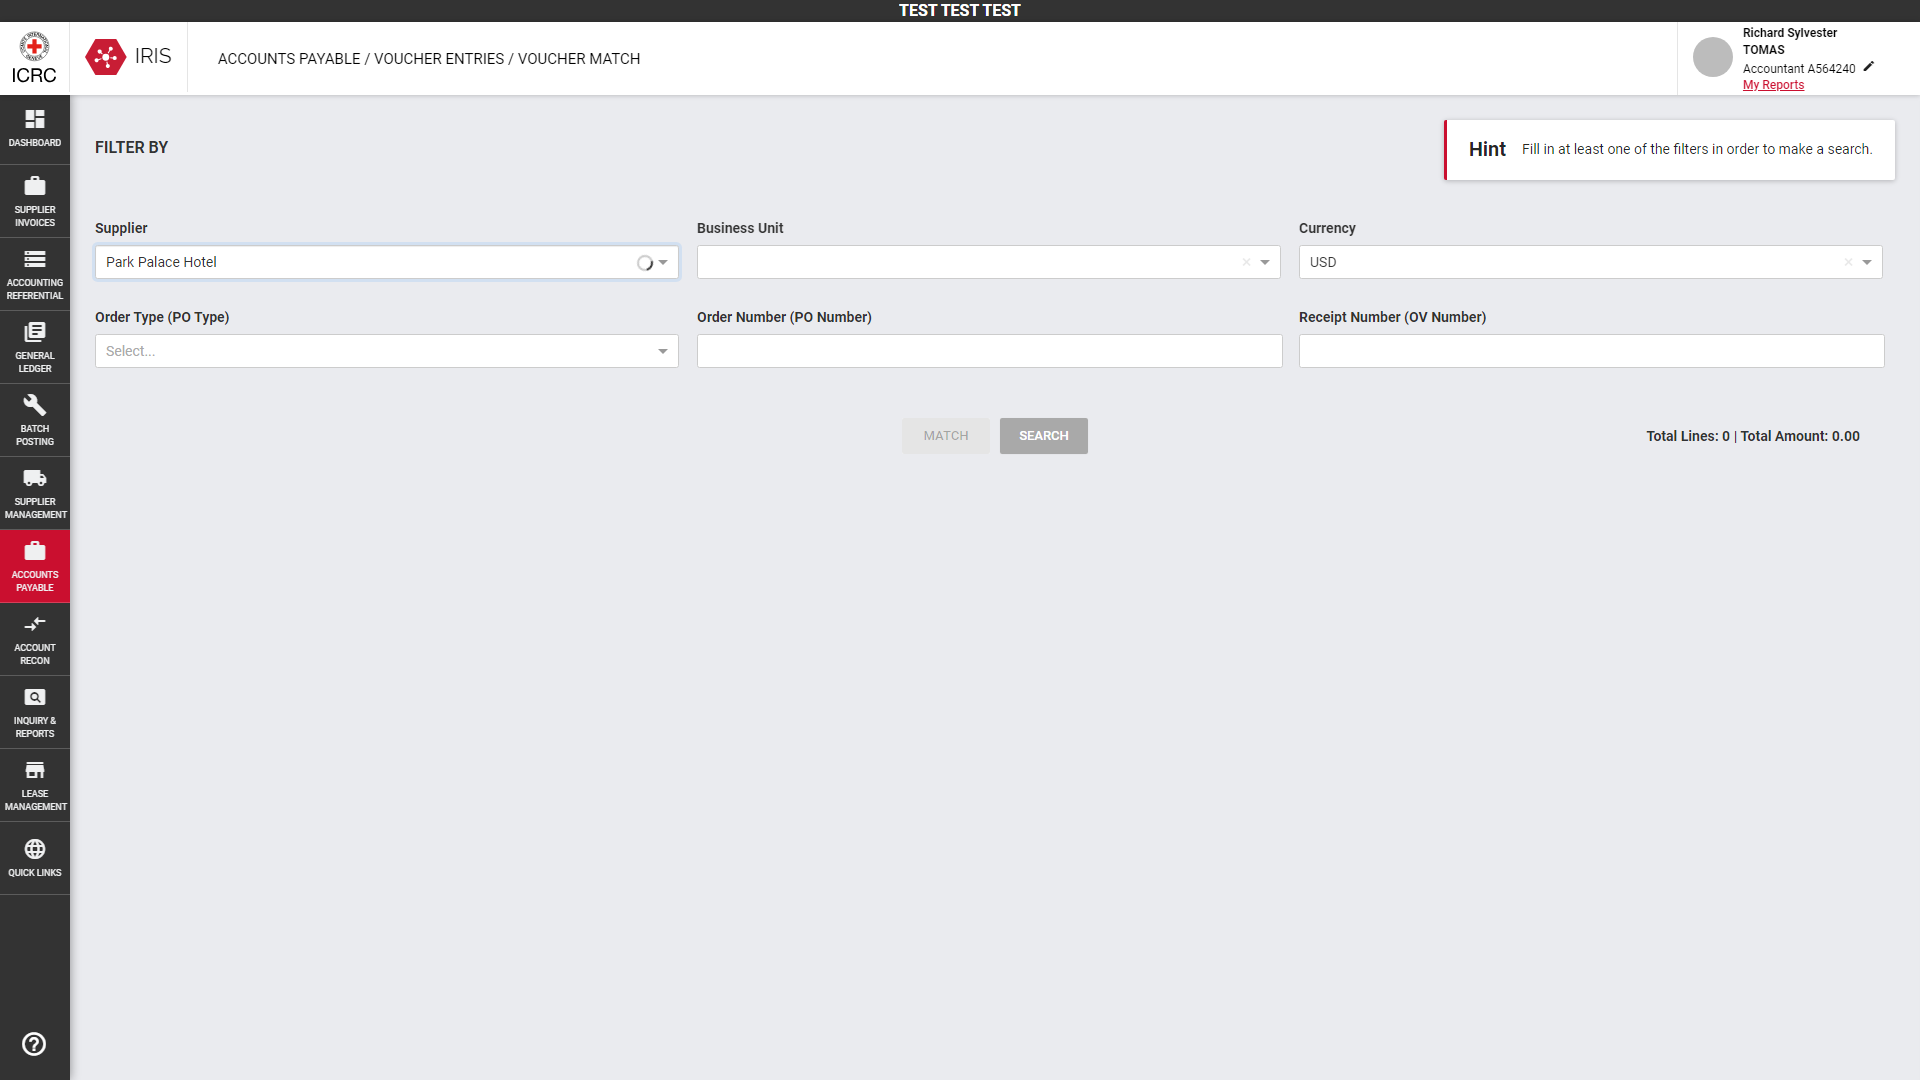 TEST TEST TEST
ICRC
IRIS
ACCOUNTS PAYABLE / VOUCHER ENTRIES / VOUCHER MATCH
Richard Sylvester
TOMAS
Accountant A564240
My Reports
DASHBOARD
SUPPLIER
INVOICES
ACCOUNTING
REFERENTIAL
GENERAL
LEDGER
BATCH
POSTING
SUPPLIER
MANAGEMENT
ACCOUNTS
PAYABLE
ACCOUNT
RECON
INQUIRY &
REPORTS
LEASE
MANAGEMENT
QUICK LINKS
FILTER BY
Hint Fill in at least one of the filters in order to make a search.
Supplier
Park Palace Hotel
Business Unit
Currency
USD
Order Type (PO Type)
Select...
Order Number (PO Number)
Receipt Number (OV Number)
MATCH
SEARCH
Total Lines: 0 | Total Amount: 0.00